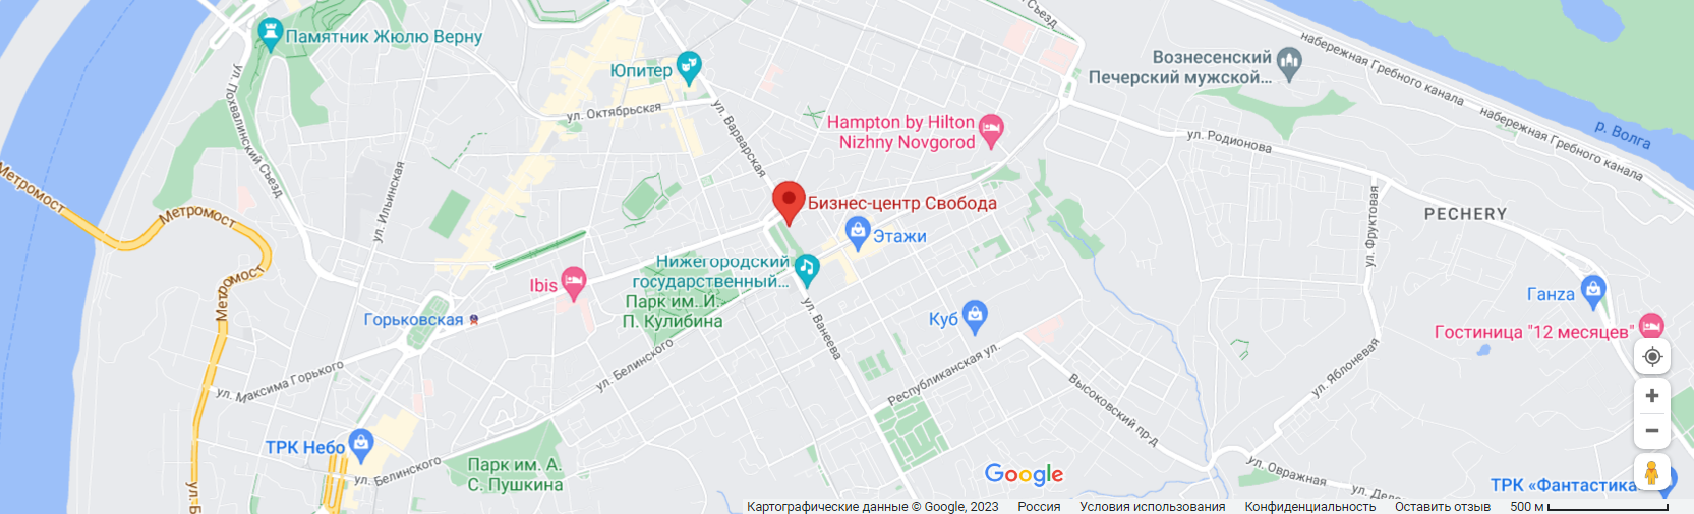 Памятник Жюлю Верну
Юпитер
Вознесенский
Печерский мужской...
набережная Гребного канала
набережная Гребного канала
р. Волга
ул. Похвалинский Съезд
ул. Октябрьская
ул. Варварская
Hampton by Hilton
Nizhny Novgorod
ул. Родионова
Съезд
Метромост
Метромост
Метромост
ул. Ильинская
Бизнес-центр Свобода
Этажи
PECHERY
ул. Фруктовая
Нижегородский
государственный...
Ibis
Парк им. И.
П. Кулибина
Горьковская
ул. Ванеева
Куб
Ганza
Гостиница "12 месяцев"
ул. Максима Горького
ул. Белинского
Республиканская ул.
Высоковский пр-д
ул. Яблоневая
ТРК Небо
ул. Белинского
Парк им. А.
С. Пушкина
ул. Овражная
ул. Дело
ТРК «Фантастика
ул. Б
Google
Картографические данные © Google, 2023 Россия Условия использования Конфиденциальность Оставить отзыв 500 м